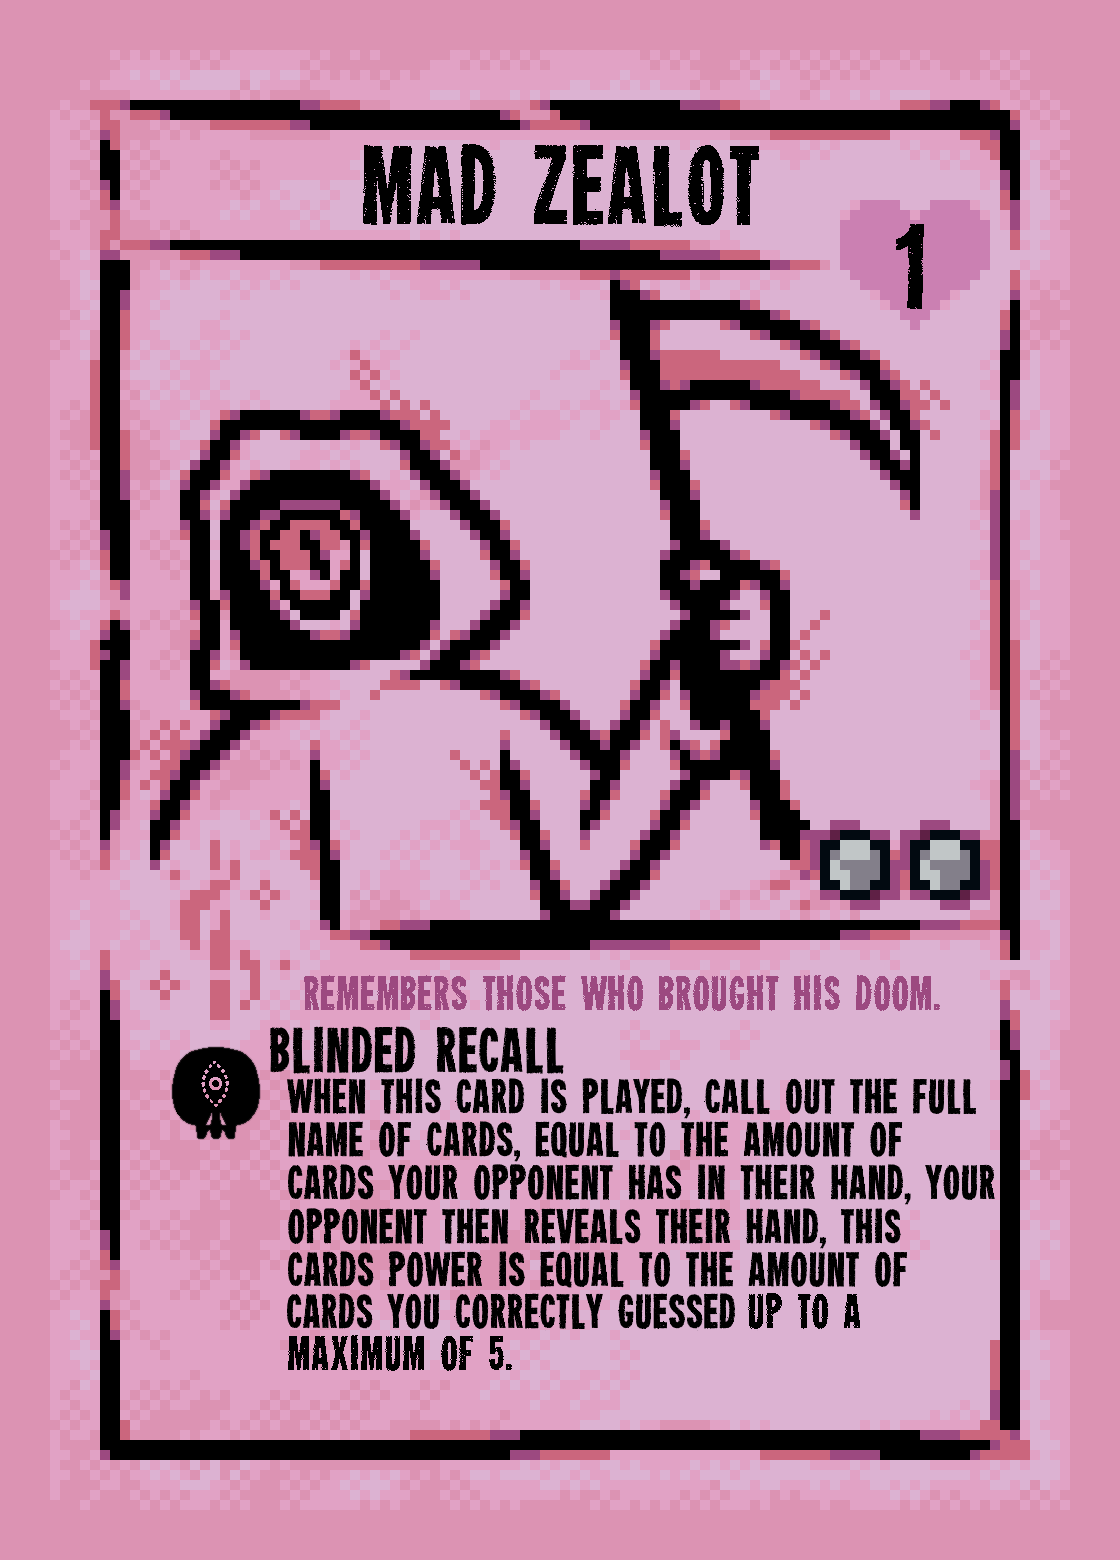 MAD ZEALOT
1
REMEMBERS THOSE WHO BROUGHT HIS DOOM.
BLINDED RECALL
WHEN THIS CARD IS PLAYED, CALL OUT THE FULL
NAME OF CARDS, EQUAL TO THE AMOUNT OF
CARDS YOUR OPPONENT HAS IN THEIR HAND, YOUR
OPPONENT THEN REVEALS THEIR HAND, THIS
CARDS POWER IS EQUAL TO THE AMOUNT OF
CARDS YOU CORRECTLY GUESSED UP TO A
MAXIMUM OF 5.